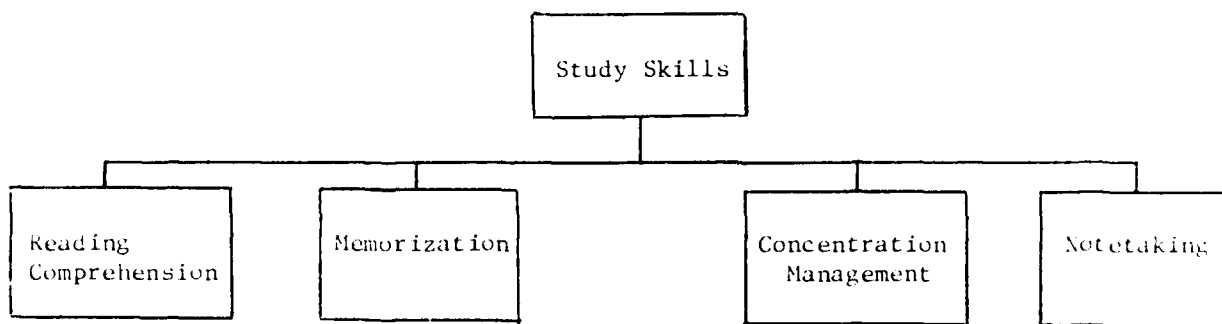 Study Skills
Reading
Comprehension
Memorization
Concentration
Management
Notetaking